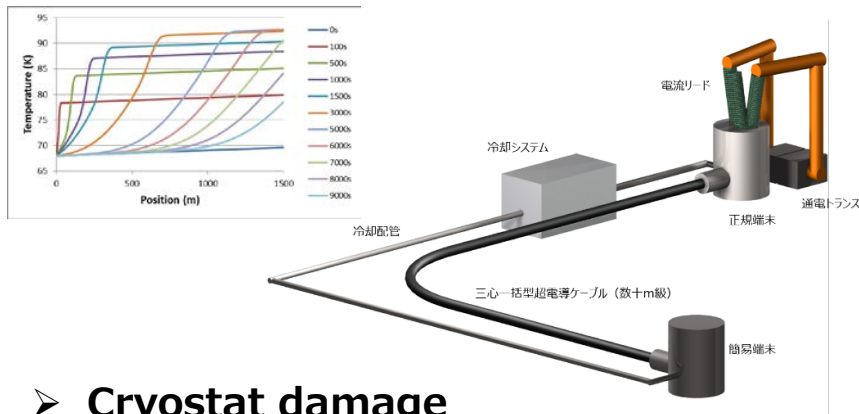 95
90
85
80
75
70
65
Temperature (K)
0
500
1000
1500
Position (m)
0s
100s
500s
1000s
1500s
3000s
5000s
6000s
7000s
8000s
9000s
電流リード
冷却システム
通電トランス
正規端末
冷却配管
三心一括型超電導ケーブル（数十m級）
簡易端末
➢ Cryostat damage